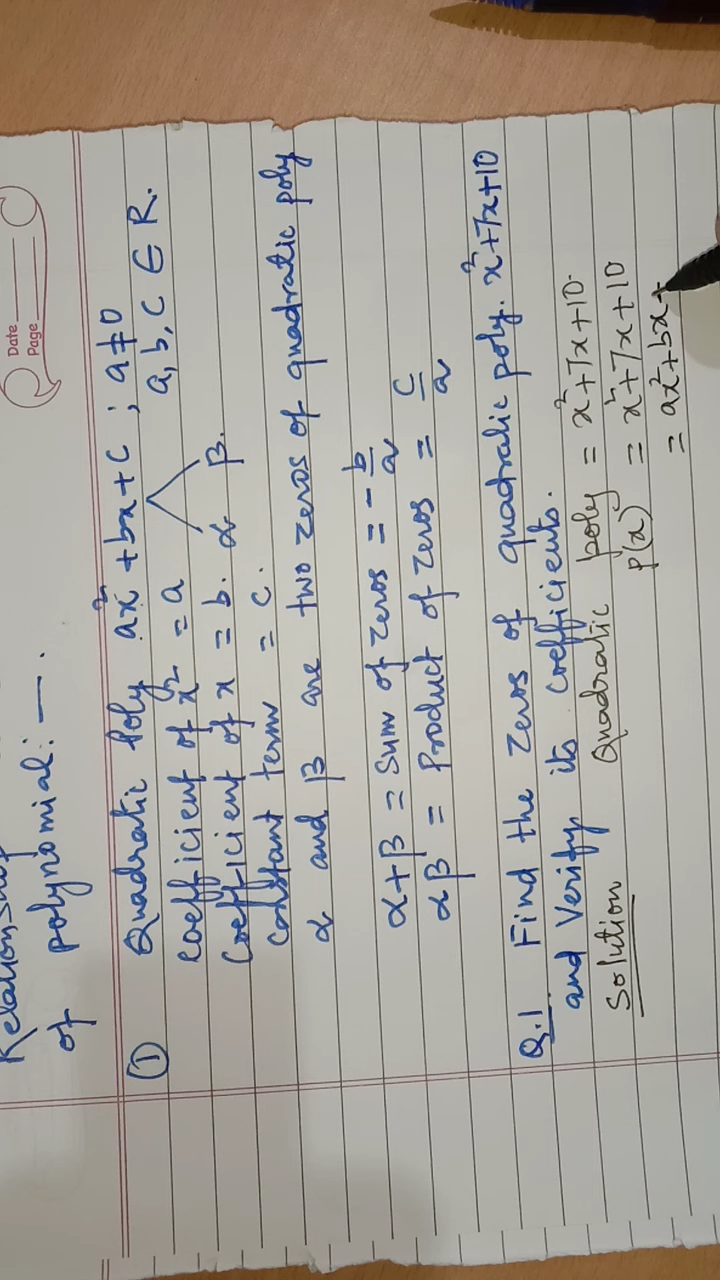 Date
Page
Relationship
of polynomial: —.
① Quadratic Poly ax² + bx + c ; a ≠ 0
coefficient of x² = a a, b, c ∈ R.
coefficient of x = b. α β.
constant term = c.
α and β are two zeros of quadratic poly
α + β = Sum of zeros = - b/a
αβ = Product of zeros = c/a
Q.1 Find the zeros of quadratic poly. x²+7x+10
and Verify its coefficients.
Solution Quadratic poly = x²+7x+10.
P(x) = x²+7x+10
= ax²+bx+